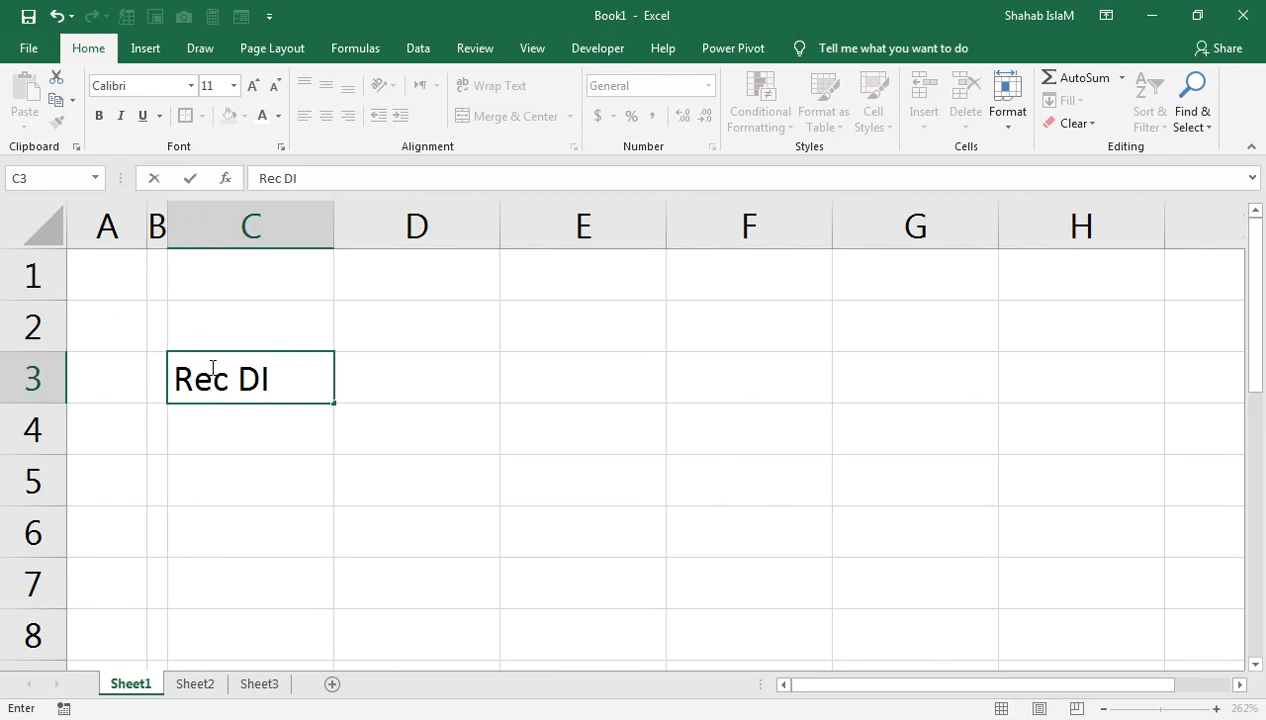 Book1 - Excel
Shahab IslaM
File Home Insert Draw Page Layout Formulas Data Review View Developer Help Power Pivot Tell me what you want to do Share
Calibri 11 Wrap Text General AutoSum
Paste Conditional Formatting Format as Table Cell Styles Insert Delete Format Fill Sort & Filter Find & Select
B I U A Merge & Center $ % , Clear
Clipboard Font Alignment Number Styles Cells Editing
C3 fx Rec DI
A B C D E F G H
1
2
3 Rec DI
4
5
6
7
8
Sheet1 Sheet2 Sheet3
Enter 262%